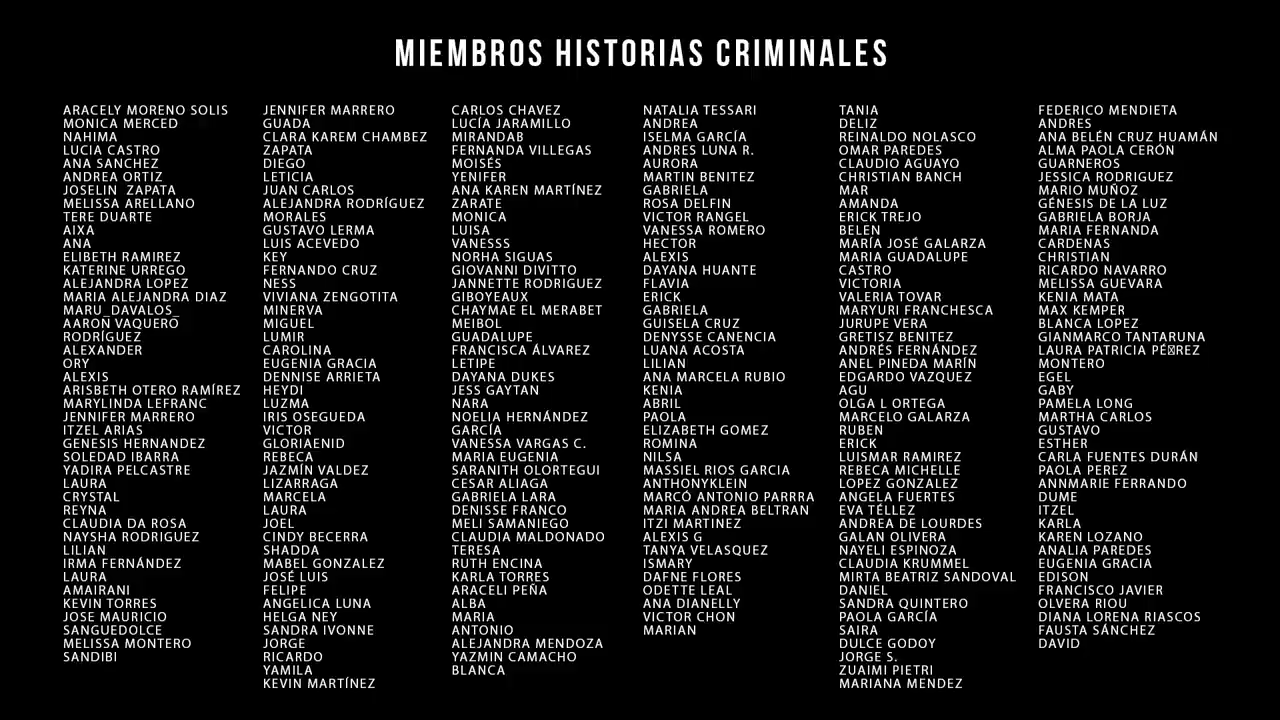 MIEMBROS HISTORIAS CRIMINALES
ARACELY MORENO SOLIS
MONICA MERCED
NAHIMA
LUCIA CASTRO
ANA SANCHEZ
ANDREA ORTIZ
JOSELIN  ZAPATA
MELISSA ARELLANO
TERE DUARTE
AIXA
ANA
ELIBETH RAMIREZ
KATERINE URREGO
ALEJANDRA LOPEZ
MARIA ALEJANDRA DIAZ
MARU_DAVALOS_
AARON VAQUERO
RODRÍGUEZ
ALEXANDER
ORY
ALEXIS
ARISBETH OTERO RAMÍREZ
MARYLINDA LEFRANC
JENNIFER MARRERO
ITZEL ARIAS
GENESIS HERNANDEZ
SOLEDAD IBARRA
YADIRA PELCASTRE
LAURA
CRYSTAL
REYNA
CLAUDIA DA ROSA
NAYSHA RODRIGUEZ
LILIAN
IRMA FERNÁNDEZ
LAURA
AMAIRANI
KEVIN TORRES
JOSE MAURICIO
SANGUEDOLCE
MELISSA MONTERO
SANDIBI
JENNIFER MARRERO
GUADA
CLARA KAREM CHAMBEZ
ZAPATA
DIEGO
LETICIA
JUAN CARLOS
ALEJANDRA RODRÍGUEZ
MORALES
GUSTAVO LERMA
LUIS ACEVEDO
KEY
FERNANDO CRUZ
NESS
VIVIANA ZENGOTITA
MINERVA
MIGUEL
LUMIR
CAROLINA
EUGENIA GRACIA
DENNISE ARRIETA
HEYDI
LUZMA
IRIS OSEGUEDA
VICTOR
GLORIAENID
REBECA
JAZMÍN VALDEZ
LIZARRAGA
MARCELA
LAURA
JOEL
CINDY BECERRA
SHADDA
MABEL GONZALEZ
JOSÉ LUIS
FELIPE
ANGELICA LUNA
HELGA NEY
SANDRA IVONNE
JORGE
RICARDO
YAMILA
KEVIN MARTÍNEZ
CARLOS CHAVEZ
LUCÍA JARAMILLO
MIRANDAB
FERNANDA VILLEGAS
MOISÉS
YENIFER
ANA KAREN MARTÍNEZ
ZARATE
MONICA
LUISA
VANESSS
NORHA SIGUAS
GIOVANNI DIVITTO
JANNETTE RODRIGUEZ
GIBOYEAUX
CHAYMAE EL MERABET
MEIBOL
GUADALUPE
FRANCISCA ÁLVAREZ
LETIPE
DAYANA DUKES
JESS GAYTAN
NARA
NOELIA HERNÁNDEZ
GARCÍA
VANESSA VARGAS C.
MARIA EUGENIA
SARANITH OLORTEGUI
CESAR ALIAGA
GABRIELA LARA
DENISSE FRANCO
MELI SAMANIEGO
CLAUDIA MALDONADO
TERESA
RUTH ENCINA
KARLA TORRES
ARACELI PEÑA
ALBA
MARIA
ANTONIO
ALEJANDRA MENDOZA
YAZMIN CAMACHO
BLANCA
NATALIA TESSARI
ANDREA
ISELMA GARCÍA
ANDRES LUNA R.
AURORA
MARTIN BENITEZ
GABRIELA
ROSA DELFIN
VICTOR RANGEL
VANESSA ROMERO
HECTOR
ALEXIS
DAYANA HUANTE
FLAVIA
ERICK
GABRIELA
GUISELA CRUZ
DENYSSE CANENCIA
LUANA ACOSTA
LILIAN
ANA MARCELA RUBIO
KENIA
ABRIL
PAOLA
ELIZABETH GOMEZ
ROMINA
NILSA
MASSIEL RIOS GARCIA
ANTHONYKLEIN
MARCÓ ANTONIO PARRRA
MARIA ANDREA BELTRAN
ITZI MARTINEZ
ALEXIS G
TANYA VELASQUEZ
ISMARY
DAFNE FLORES
ODETTE LEAL
ANA DIANELLY
VICTOR CHON
MARIAN
TANIA
DELIZ
REINALDO NOLASCO
OMAR PAREDES
CLAUDIO AGUAYO
CHRISTIAN BANCH
MAR
AMANDA
ERICK TREJO
BELEN
MARÍA JOSÉ GALARZA
MARIA GUADALUPE
CASTRO
VICTORIA
VALERIA TOVAR
MARYURI FRANCHESCA
JURUPE VERA
GRETISZ BENITEZ
ANDRÉS FERNÁNDEZ
ANEL PINEDA MARÍN
EDGARDO VAZQUEZ
AGU
OLGA L ORTEGA
MARCELO GALARZA
RUBEN
ERICK
LUISMAR RAMIREZ
REBECA MICHELLE
LOPEZ GONZALEZ
ANGELA FUERTES
EVA TÉLLEZ
ANDREA DE LOURDES
GALAN OLIVERA
NAYELI ESPINOZA
CLAUDIA KRUMMEL
MIRTA BEATRIZ SANDOVAL
DANIEL
SANDRA QUINTERO
PAOLA GARCÍA
SAIRA
DULCE GODOY
JORGE S.
ZUAIMI PIETRI
MARIANA MENDEZ
FEDERICO MENDIETA
ANDRES
ANA BELÉN CRUZ HUAMÁN
ALMA PAOLA CERÓN
GUARNEROS
JESSICA RODRIGUEZ
MARIO MUÑOZ
GÉNESIS DE LA LUZ
GABRIELA BORJA
MARIA FERNANDA
CARDENAS
CHRISTIAN
RICARDO NAVARRO
MELISSA GUEVARA
KENIA MATA
MAX KEMPER
BLANCA LOPEZ
GIANMARCO TANTARUNA
LAURA PATRICIA PÉ☒REZ
MONTERO
EGEL
GABY
PAMELA LONG
MARTHA CARLOS
GUSTAVO
ESTHER
CARLA FUENTES DURÁN
PAOLA PEREZ
ANNMARIE FERRANDO
DUME
ITZEL
KARLA
KAREN LOZANO
ANALIA PAREDES
EUGENIA GRACIA
EDISON
FRANCISCO JAVIER
OLVERA RIOU
DIANA LORENA RIASCOS
FAUSTA SÁNCHEZ
DAVID